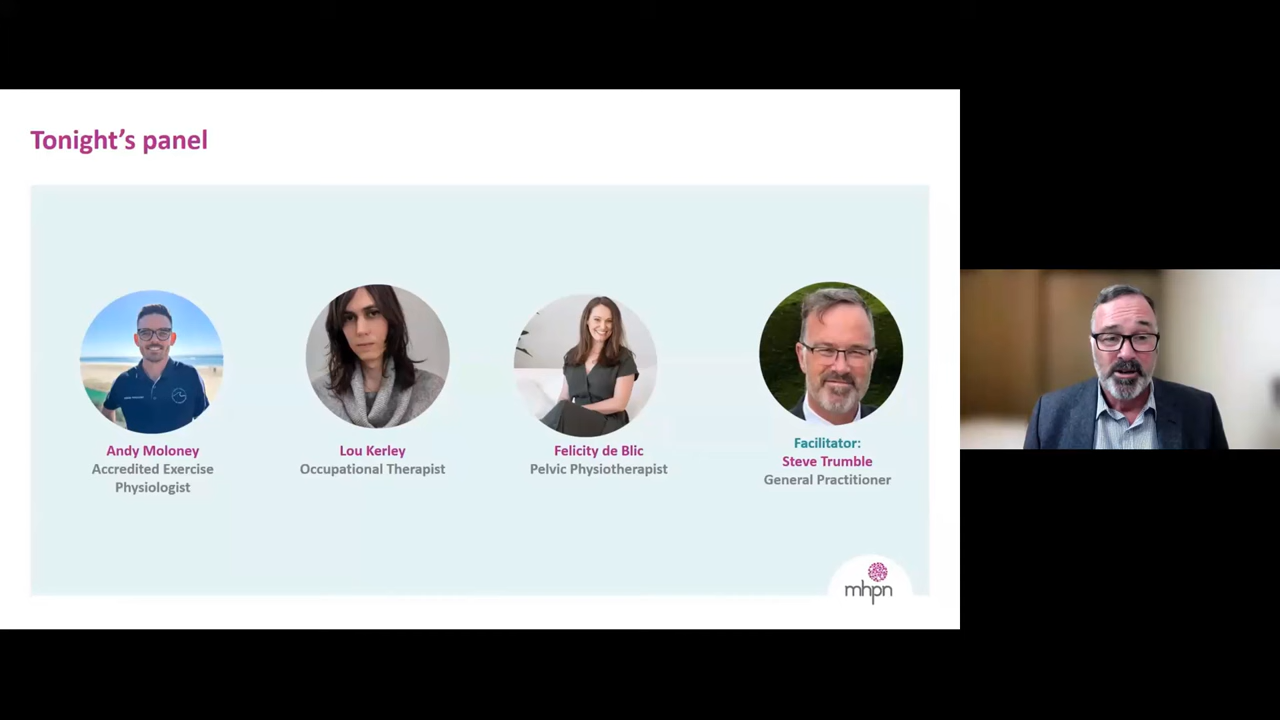 Tonight's panel
Andy Moloney
Accredited Exercise
Physiologist
Lou Kerley
Occupational Therapist
Felicity de Blic
Pelvic Physiotherapist
Facilitator:
Steve Trumble
General Practitioner
mhpn